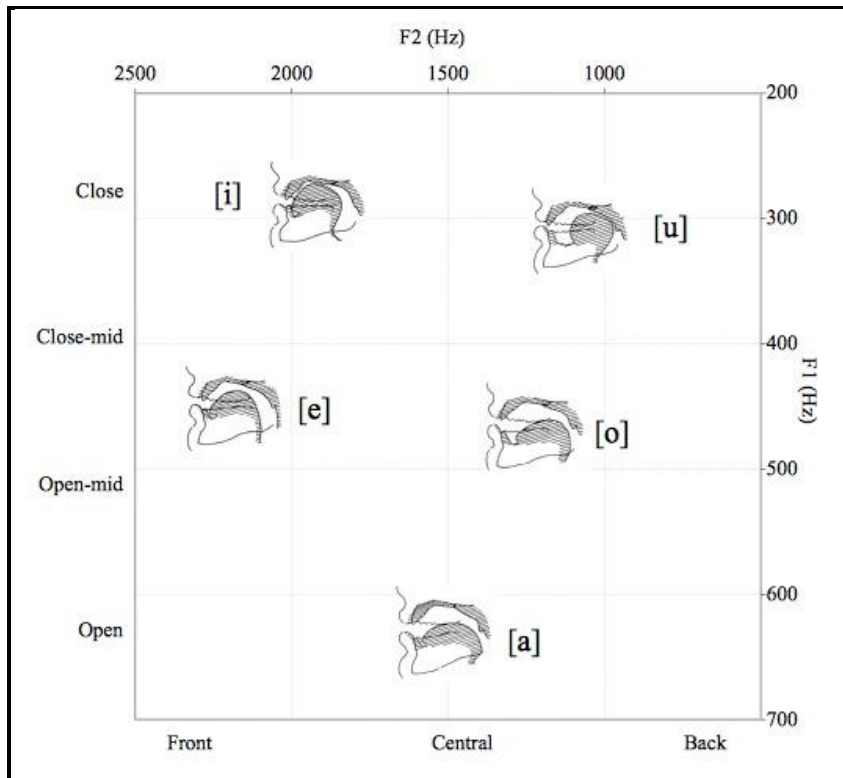 F2 (Hz)
2500 2000 1500 1000
200
Close
[i]
[u]
300
Close-mid
400
F1 (Hz)
[e]
[o]
Open-mid
500
600
Open
[a]
700
Front Central Back